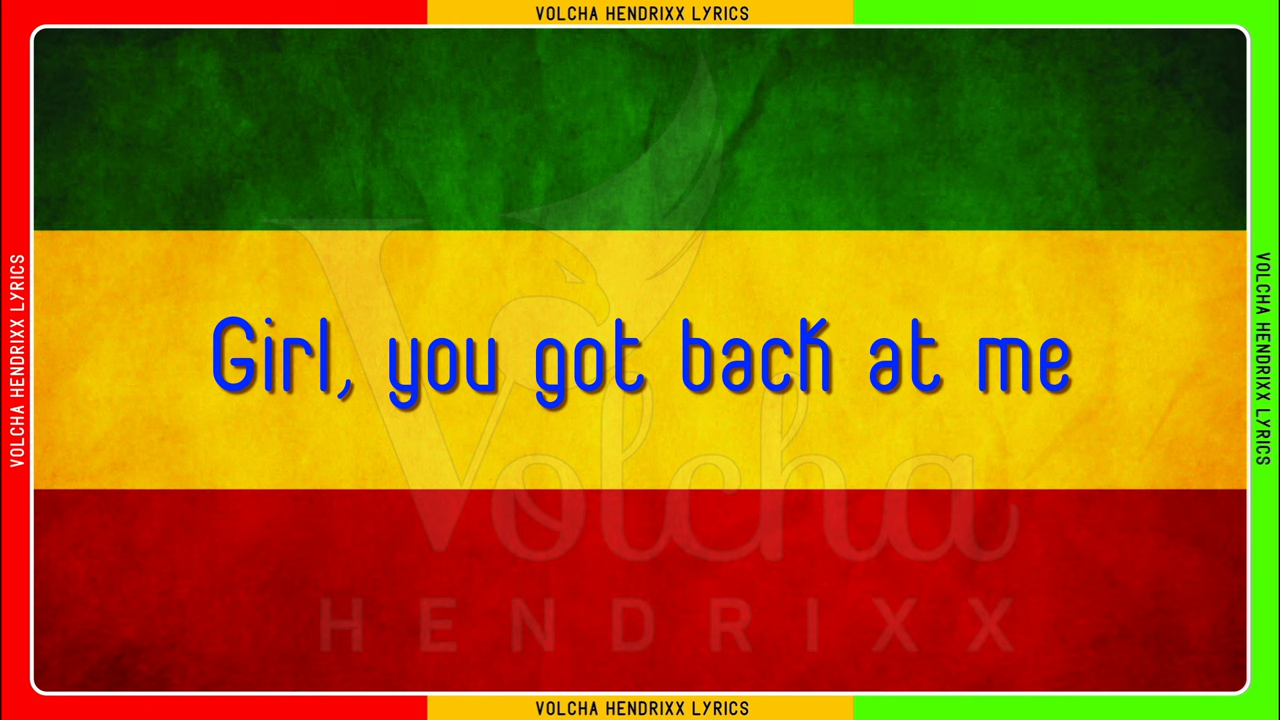 VOLCHA HENDRIXX LYRICS
VOLCHA HENDRIXX LYRICS
Girl, you got back at me
VOLCHA HENDRIXX LYRICS
Volcha
HENDRIXX
VOLCHA HENDRIXX LYRICS